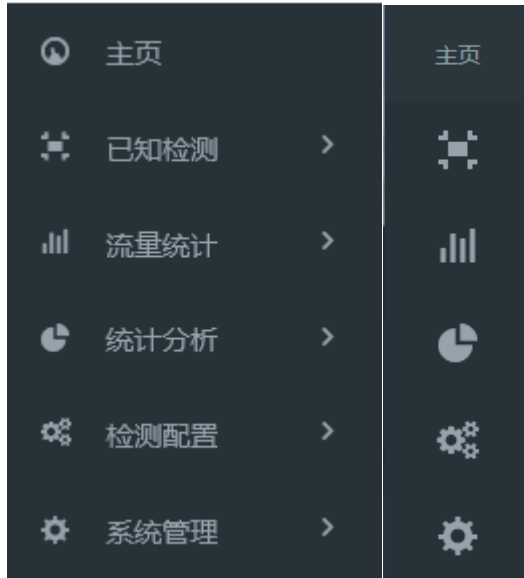 主页
已知检测
流量统计
统计分析
检测配置
系统管理
主页